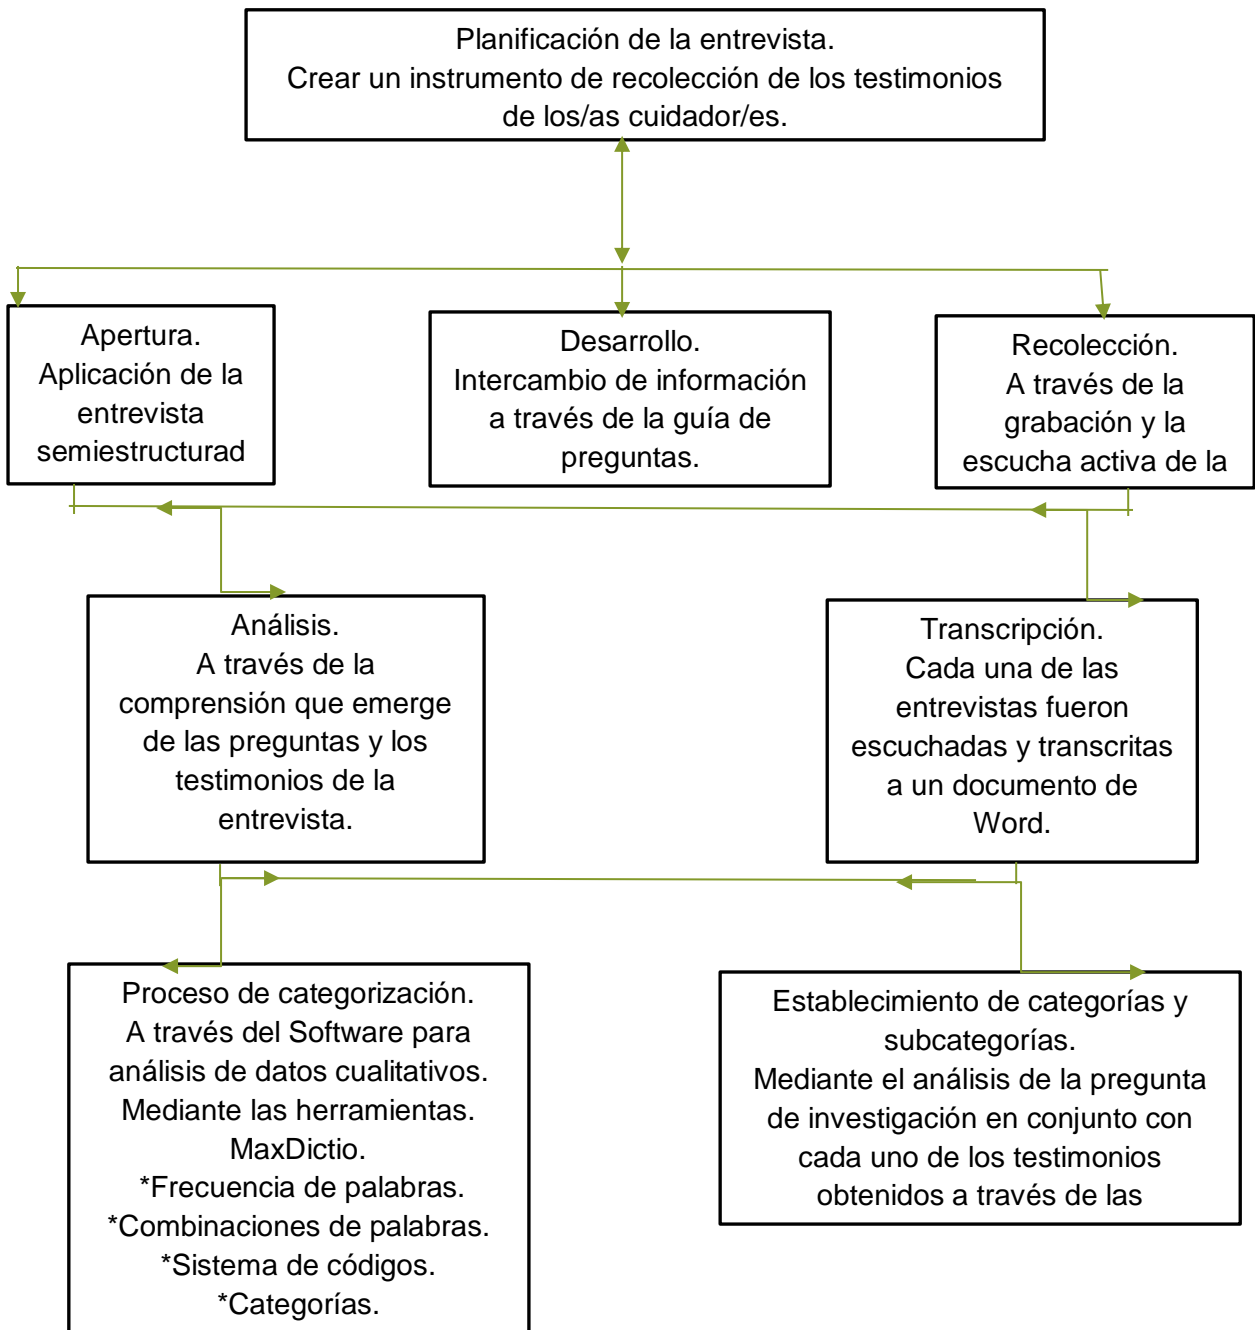 Planificación de la entrevista.
Crear un instrumento de recolección de los testimonios
de los/as cuidador/es.
Apertura.
Aplicación de la
entrevista
semiestructurad
Desarrollo.
Intercambio de información
a través de la guía de
preguntas.
Recolección.
A través de la
grabación y la
escucha activa de la
Análisis.
A través de la
comprensión que emerge
de las preguntas y los
testimonios de la
entrevista.
Transcripción.
Cada una de las
entrevistas fueron
escuchadas y transcritas
a un documento de
Word.
Proceso de categorización.
A través del Software para
análisis de datos cualitativos.
Mediante las herramientas.
MaxDictio.
*Frecuencia de palabras.
*Combinaciones de palabras.
*Sistema de códigos.
*Categorías.
Establecimiento de categorías y
subcategorías.
Mediante el análisis de la pregunta
de investigación en conjunto con
cada uno de los testimonios
obtenidos a través de las